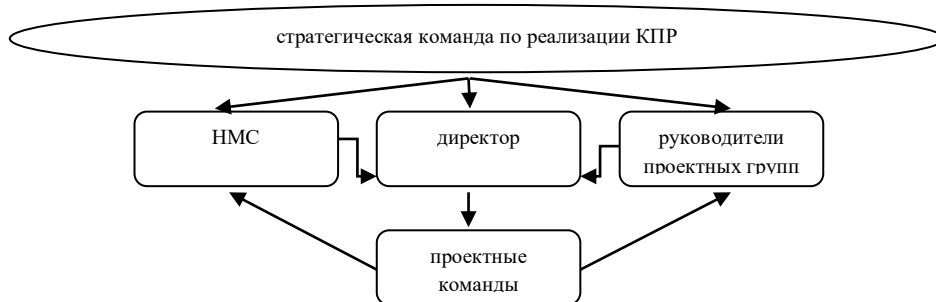 стратегическая команда по реализации КПР
НМС
директор
руководители
проектных групп
проектные
команды